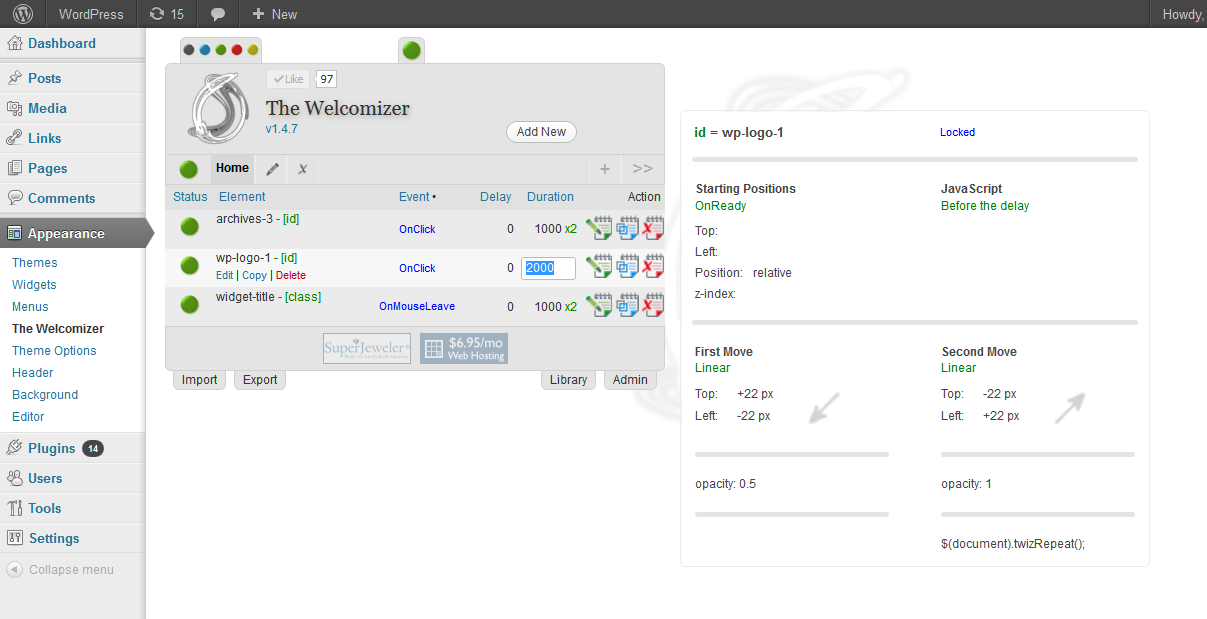 WordPress 15 New Howdy,
Dashboard
Posts
Media
Links
Pages
Comments
Appearance
Themes
Widgets
Menus
The Welcomizer
Theme Options
Header
Background
Editor
Plugins 14
Users
Tools
Settings
Collapse menu
Like 97
The Welcomizer
v1.4.7
Add New
Home x + >>
Status Element Event • Delay Duration Action
archives-3 - [id] OnClick 0 1000 x2
wp-logo-1 - [id] OnClick 0 2000
Edit | Copy | Delete
widget-title - [class] OnMouseLeave 0 1000 x2
SuperJeweler
$6.95/mo
Web Hosting
Import Export Library Admin
id = wp-logo-1 Locked
Starting Positions JavaScript
OnReady Before the delay
Top:
Left:
Position: relative
z-index:
First Move Second Move
Linear Linear
Top: +22 px Top: -22 px
Left: -22 px Left: +22 px
opacity: 0.5 opacity: 1
$(document).twizRepeat();